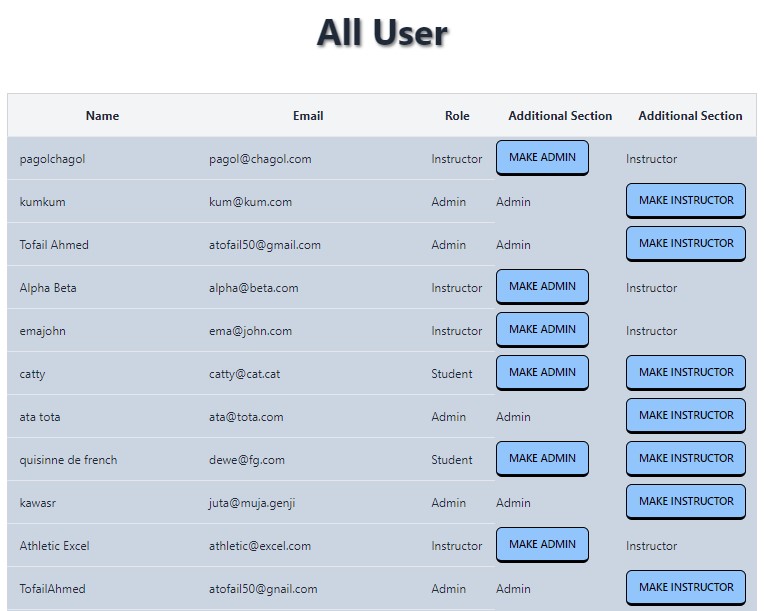 All User
Name Email Role Additional Section Additional Section
pagolchagol pagol@chagol.com Instructor MAKE ADMIN Instructor
kumkum kum@kum.com Admin Admin MAKE INSTRUCTOR
Tofail Ahmed atofail50@gmail.com Admin Admin MAKE INSTRUCTOR
Alpha Beta alpha@beta.com Instructor MAKE ADMIN Instructor
emajohn ema@john.com Instructor MAKE ADMIN Instructor
catty catty@cat.cat Student MAKE ADMIN MAKE INSTRUCTOR
ata tota ata@tota.com Admin Admin MAKE INSTRUCTOR
quisinne de french dewe@fg.com Student MAKE ADMIN MAKE INSTRUCTOR
kawasr juta@muja.genji Admin Admin MAKE INSTRUCTOR
Athletic Excel athletic@excel.com Instructor MAKE ADMIN Instructor
TofailAhmed atofail50@gnail.com Admin Admin MAKE INSTRUCTOR